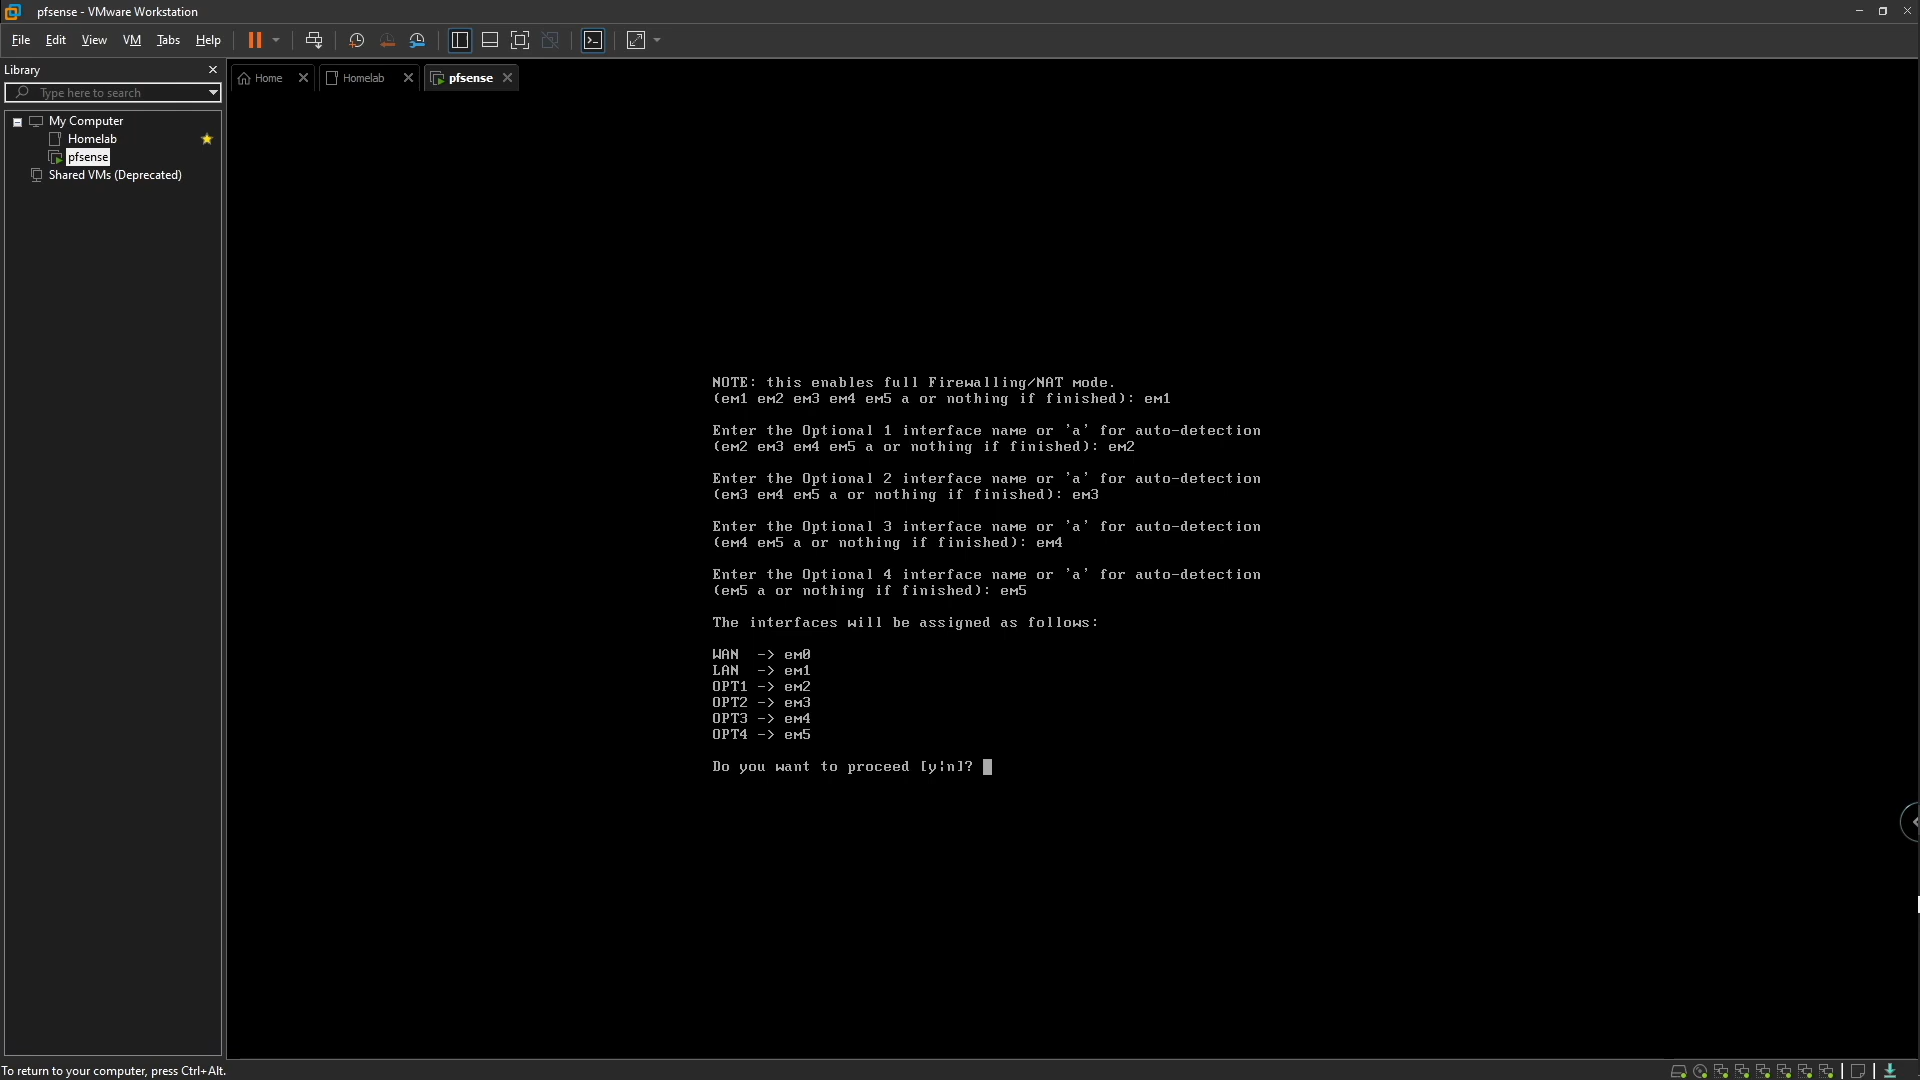 pfsense - VMware Workstation
File Edit View VM Tabs Help
Library
Type here to search
My Computer
Homelab
pfsense
Shared VMs (Deprecated)
Home Homelab pfsense
NOTE: this enables full Firewalling/NAT mode.
(em1 em2 em3 em4 em5 a or nothing if finished): em1
Enter the Optional 1 interface name or 'a' for auto-detection
(em2 em3 em4 em5 a or nothing if finished): em2
Enter the Optional 2 interface name or 'a' for auto-detection
(em3 em4 em5 a or nothing if finished): em3
Enter the Optional 3 interface name or 'a' for auto-detection
(em4 em5 a or nothing if finished): em4
Enter the Optional 4 interface name or 'a' for auto-detection
(em5 a or nothing if finished): em5
The interfaces will be assigned as follows:
WAN  -> em0
LAN  -> em1
OPT1 -> em2
OPT2 -> em3
OPT3 -> em4
OPT4 -> em5
Do you want to proceed [y|n]?
To return to your computer, press Ctrl+Alt.